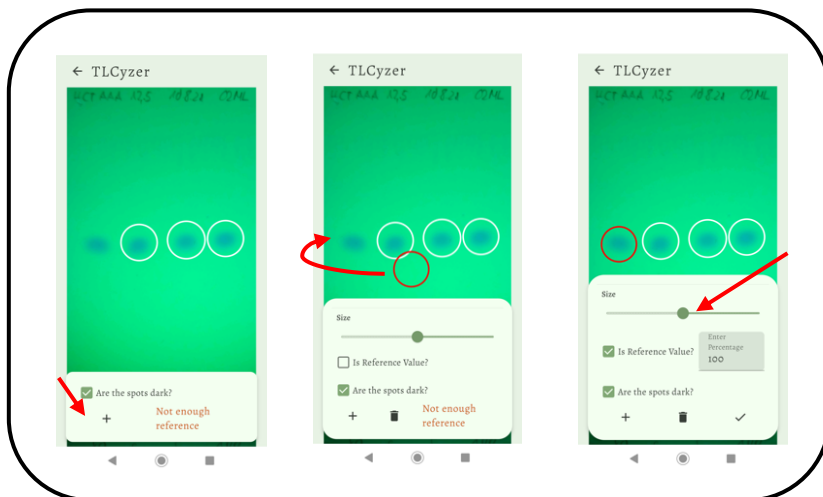 ← TLCyzer
Are the spots dark?
+
Not enough
reference
← TLCyzer
Size
Is Reference Value?
Are the spots dark?
+
Not enough
reference
← TLCyzer
Size
Is Reference Value?
Enter
Percentage
100
Are the spots dark?
+